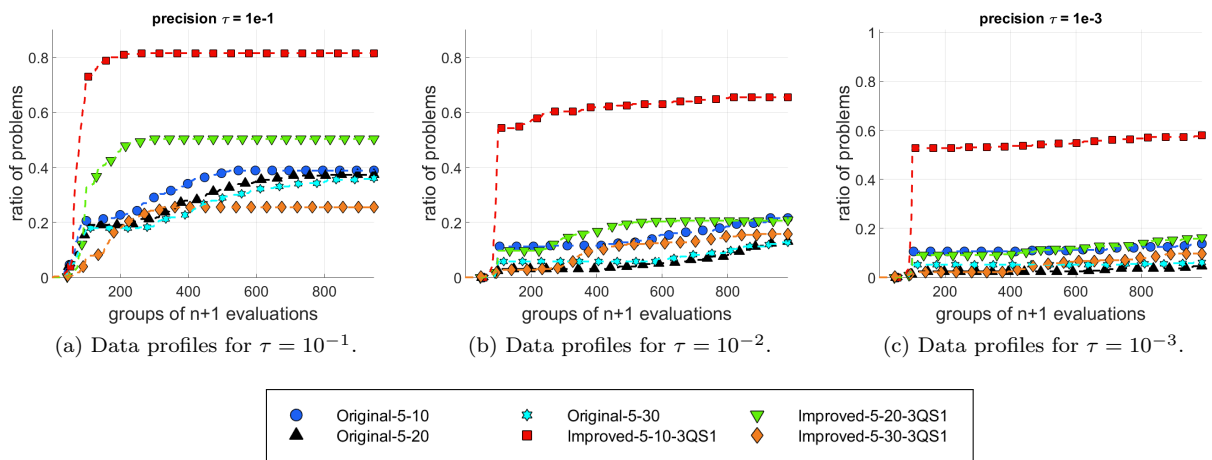 precision τ = 1e-1
precision τ = 1e-3
ratio of problems
0.8
0.6
0.4
0.2
0
200
400
600
800
groups of n+1 evaluations
ratio of problems
0.8
0.6
0.4
0.2
0
200
400
600
800
groups of n+1 evaluations
ratio of problems
1
0.8
0.6
0.4
0.2
0
200
400
600
800
groups of n+1 evaluations
(a) Data profiles for τ = 10⁻¹.
(b) Data profiles for τ = 10⁻².
(c) Data profiles for τ = 10⁻³.
Original-5-10
Original-5-20
Original-5-30
Improved-5-10-3QS1
Improved-5-20-3QS1
Improved-5-30-3QS1